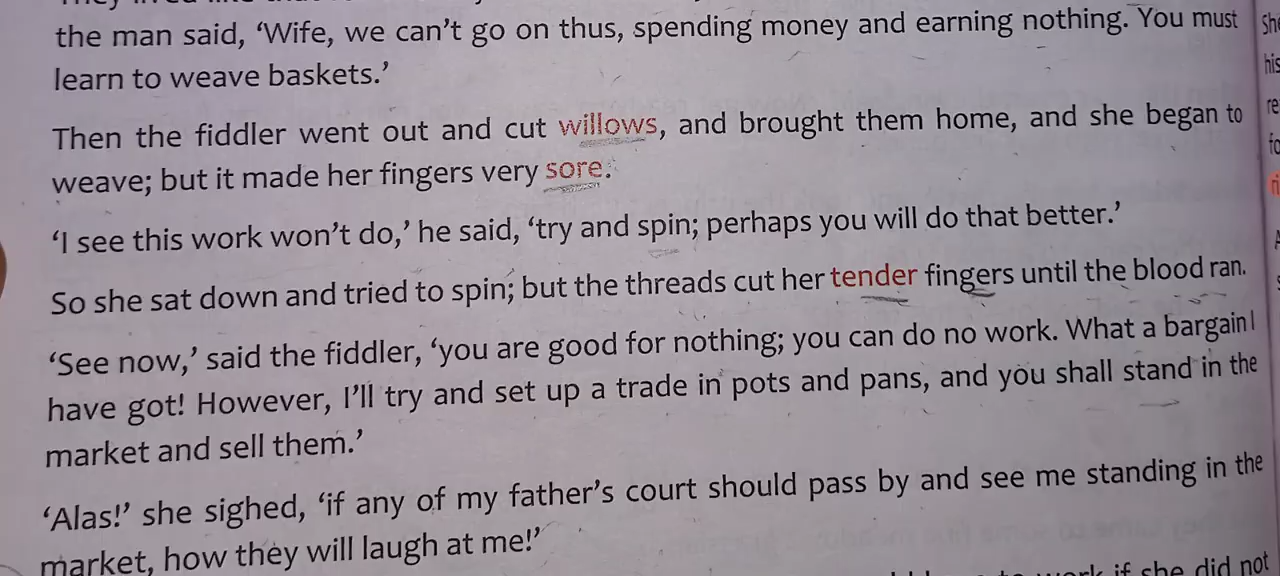 the man said, ‘Wife, we can’t go on thus, spending money and earning nothing. You must
learn to weave baskets.’
Then the fiddler went out and cut willows, and brought them home, and she began to
weave; but it made her fingers very sore.
‘I see this work won’t do,’ he said, ‘try and spin; perhaps you will do that better.’
So she sat down and tried to spin; but the threads cut her tender fingers until the blood ran.
‘See now,’ said the fiddler, ‘you are good for nothing; you can do no work. What a bargain I
have got! However, I’ll try and set up a trade in pots and pans, and you shall stand in the
market and sell them.’
‘Alas!’ she sighed, ‘if any of my father’s court should pass by and see me standing in the
market, how they will laugh at me!’
work if she did not